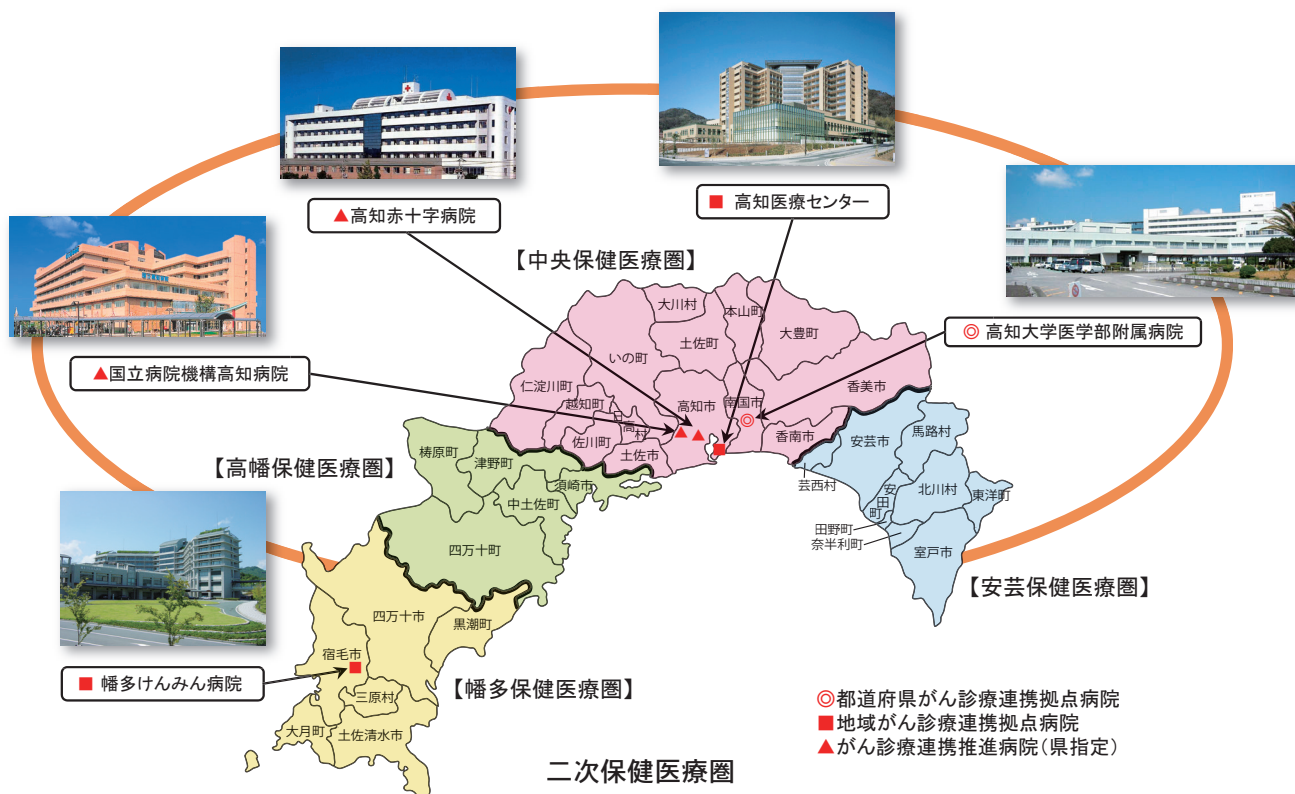 ▲高知赤十字病院
■ 高知医療センター
◎ 高知大学医学部附属病院
▲国立病院機構高知病院
■ 幡多けんみん病院
【中央保健医療圏】
大川村
本山町
大豊町
土佐町
いの町
仁淀川町
香美市
越知町
日高村
高知市
南国市
佐川町
土佐市
香南市
【高幡保健医療圏】
梼原町
津野町
須崎市
中土佐町
四万十町
安芸市
馬路村
芸西村
安田町
北川村
東洋町
田野町
奈半利町
室戸市
【安芸保健医療圏】
四万十市
黒潮町
宿毛市
三原村
大月町
土佐清水市
【幡多保健医療圏】
◎都道府県がん診療連携拠点病院
■地域がん診療連携拠点病院
▲がん診療連携推進病院（県指定）
二次保健医療圏